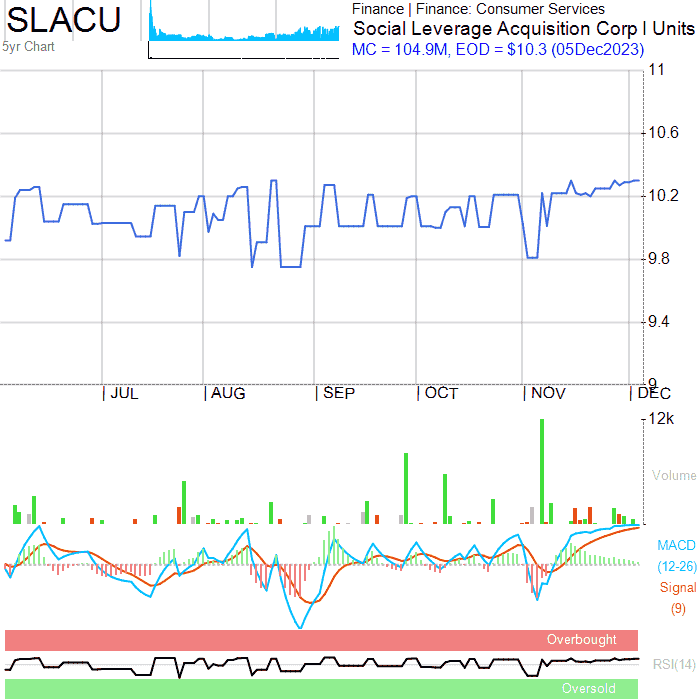 SLACU
5yr Chart
Finance | Finance: Consumer Services
Social Leverage Acquisition Corp I Units
MC = 104.9M, EOD = $10.3 (05Dec2023)
11
10.6
10.2
9.8
9.4
9
| JUL | AUG | SEP | OCT | NOV | DEC
12k
Volume
MACD
(12-26)
Signal
(9)
Overbought
RSI(14)
Oversold